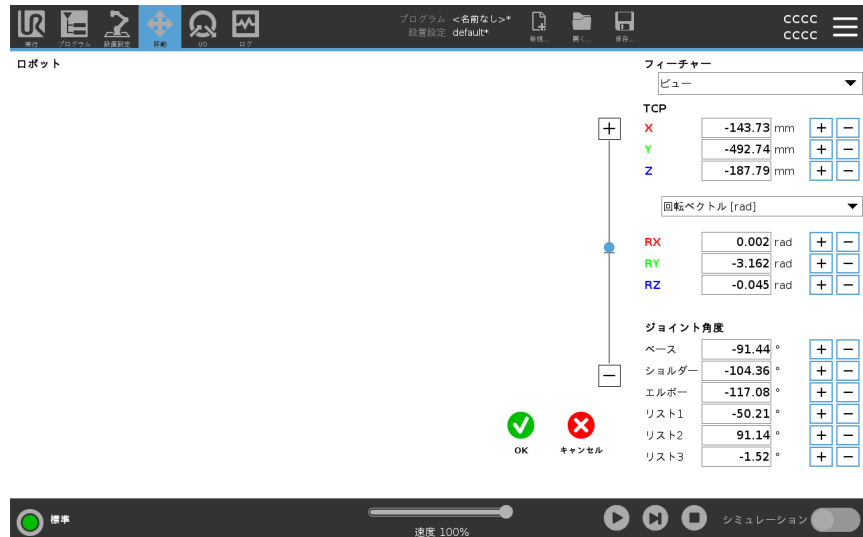 プログラム <名前なし>*
設置設定 default*
cccc
cccc
実行
プログラム
設置設定
移動
I/O
ログ
新規...
開く...
保存...
ロボット
フィーチャー
ビュー
TCP
X -143.73 mm + −
Y -492.74 mm + −
Z -187.79 mm + −
回転ベクトル [rad]
RX 0.002 rad + −
RY -3.162 rad + −
RZ -0.045 rad + −
ジョイント角度
ベース -91.44 ° + −
ショルダー -104.36 ° + −
エルボー -117.08 ° + −
リスト1 -50.21 ° + −
リスト2 91.14 ° + −
リスト3 -1.52 ° + −
OK
キャンセル
標準
速度 100%
シミュレーション